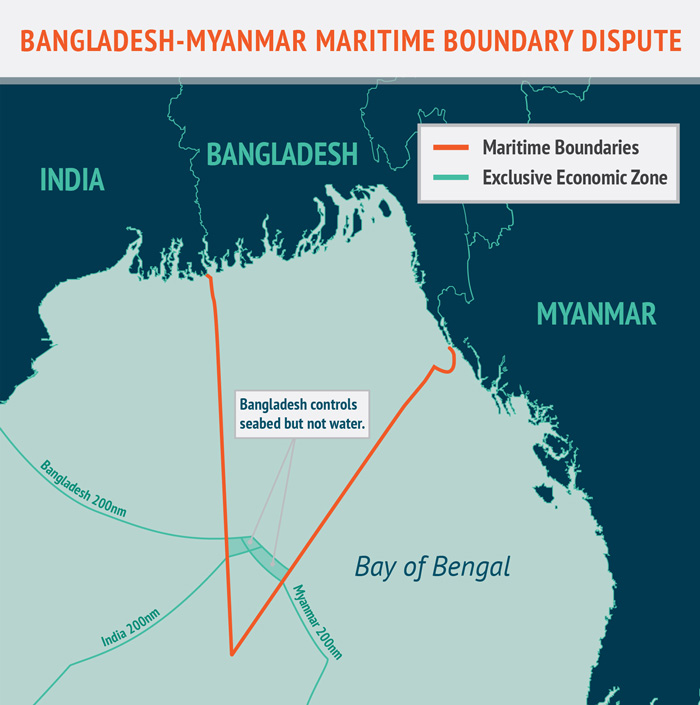 BANGLADESH-MYANMAR MARITIME BOUNDARY DISPUTE
BANGLADESH
INDIA
Maritime Boundaries
Exclusive Economic Zone
MYANMAR
Bangladesh controls
seabed but not water.
Bangladesh 200nm
Bay of Bengal
India 200nm
Myanmar 200nm